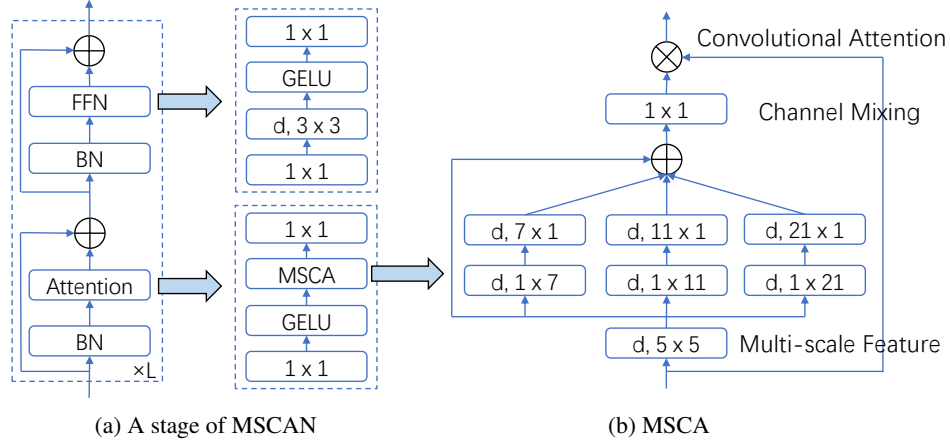 FFN
BN
Attention
BN
×L
1 x 1
GELU
d, 3 x 3
1 x 1
1 x 1
MSCA
GELU
1 x 1
(a) A stage of MSCAN
Convolutional Attention
1 x 1
Channel Mixing
d, 7 x 1
d, 11 x 1
d, 21 x 1
d, 1 x 7
d, 1 x 11
d, 1 x 21
d, 5 x 5
Multi-scale Feature
(b) MSCA